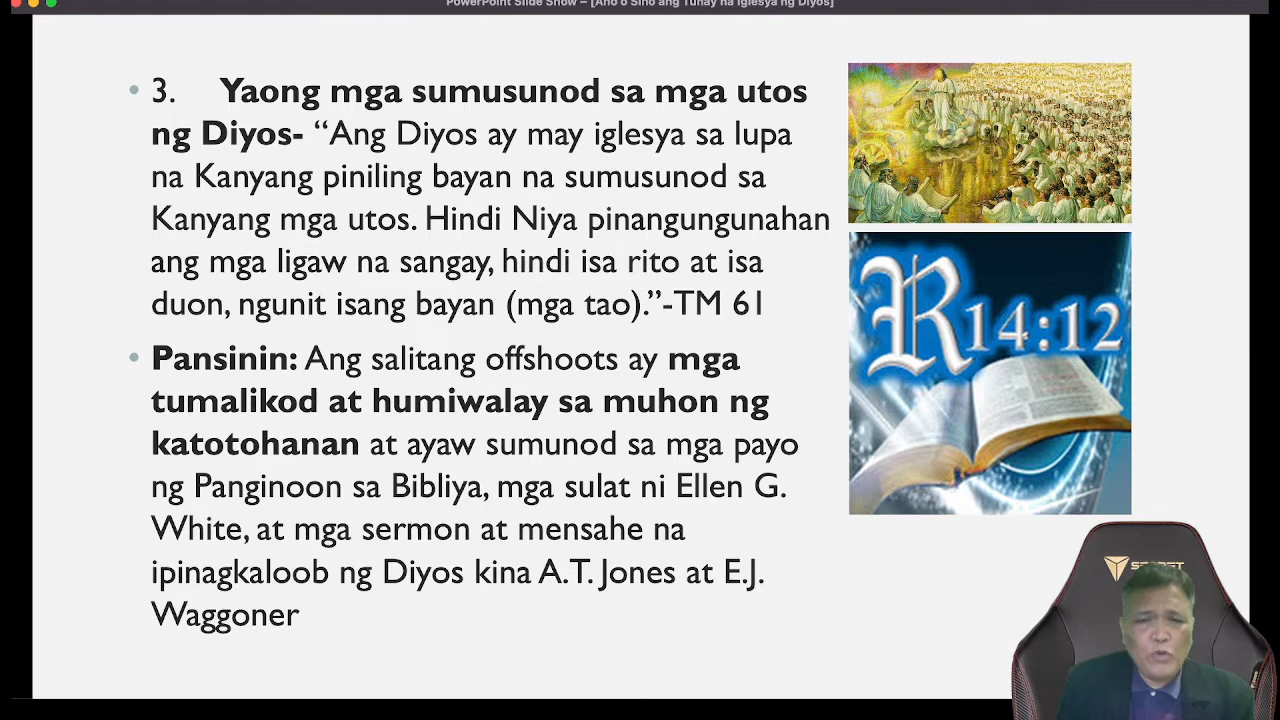 PowerPoint Slide Show – [Ano o Sino ang Tunay na Iglesya ng Diyos]
• 3. Yaong mga sumusunod sa mga utos
ng Diyos- “Ang Diyos ay may iglesya sa lupa
na Kanyang piniling bayan na sumusunod sa
Kanyang mga utos. Hindi Niya pinangungunahan
ang mga ligaw na sangay, hindi isa rito at isa
duon, ngunit isang bayan (mga tao).”-TM 61
• Pansinin: Ang salitang offshoots ay mga
tumalikod at humiwalay sa muhon ng
katotohanan at ayaw sumunod sa mga payo
ng Panginoon sa Bibliya, mga sulat ni Ellen G.
White, at mga sermon at mensahe na
ipinagkaloob ng Diyos kina A.T. Jones at E.J.
Waggoner
R14:12